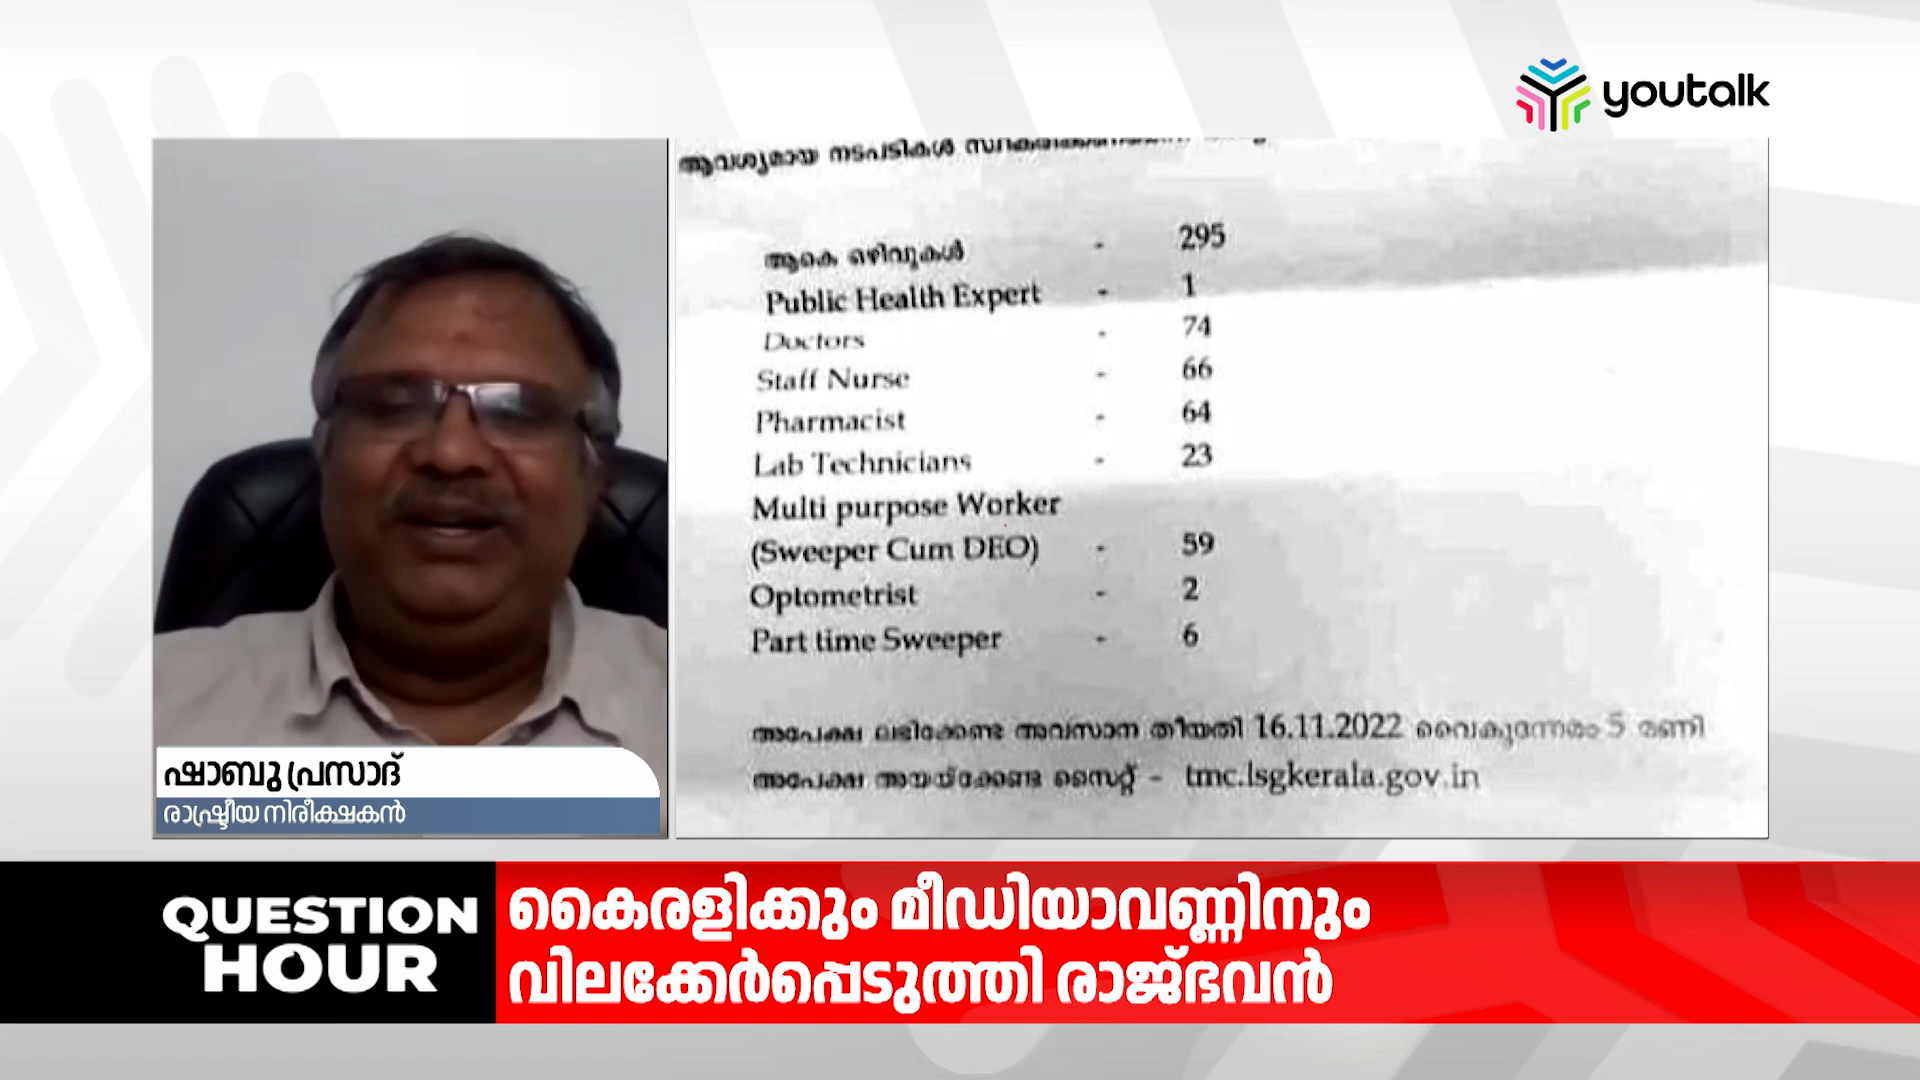 youtalk
ആവശ്യമായ നടപടികൾ
ആകെ ഒഴിവുകൾ - 295
Public Health Expert - 1
Doctors - 74
Staff Nurse - 66
Pharmacist - 64
Lab Technicians - 23
Multi purpose Worker
(Sweeper Cum DEO) - 59
Optometrist - 2
Part time Sweeper - 6
അപേക്ഷ ലഭിക്കേണ്ട അവസാന തീയതി 16.11.2022 വൈകുന്നേരം 5 മണി
അപേക്ഷ അയയ്ക്കേണ്ട സൈറ്റ് - tmc.lsgkerala.gov.in
ഷാബു പ്രസാദ്
രാഷ്ട്രീയ നിരീക്ഷകൻ
QUESTION
HOUR
കൈരളിക്കും മീഡിയാവണ്ണിനും
വിലക്കേർപ്പെടുത്തി രാജ്ഭവൻ